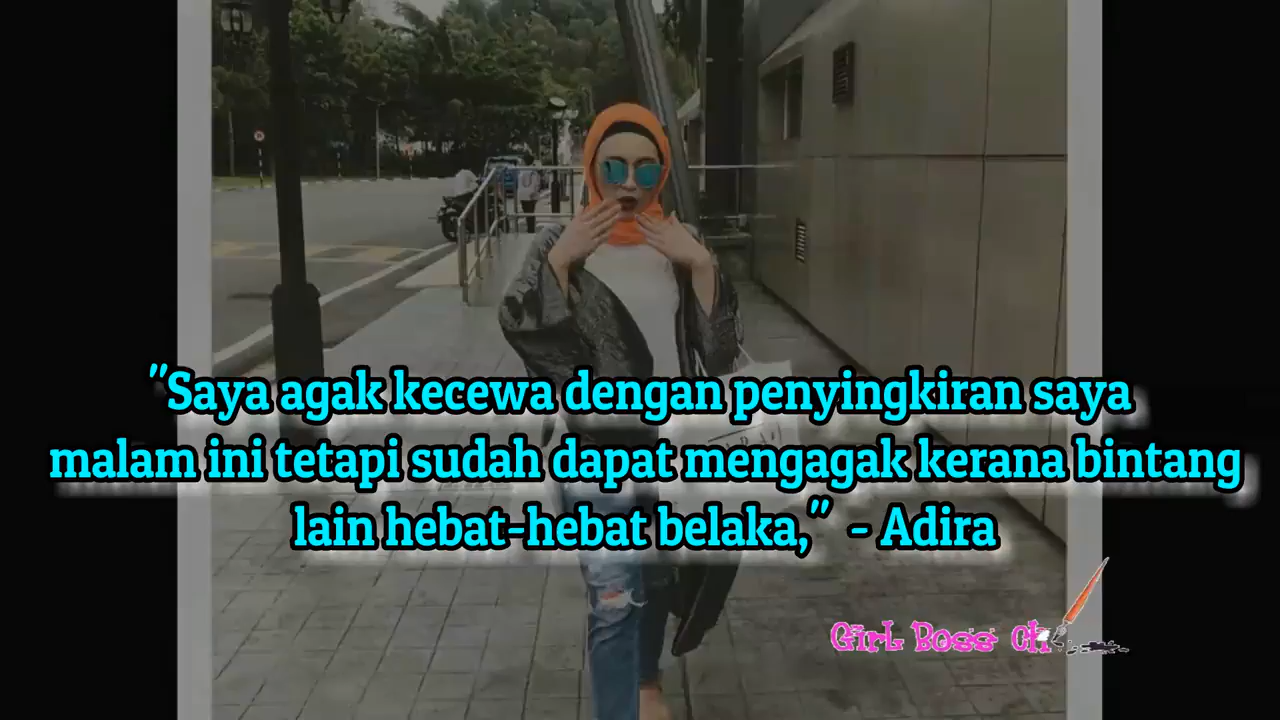 "Saya agak kecewa dengan penyingkiran saya
malam ini tetapi sudah dapat mengagak kerana bintang
lain hebat-hebat belaka," - Adira
Girl Boss Ch